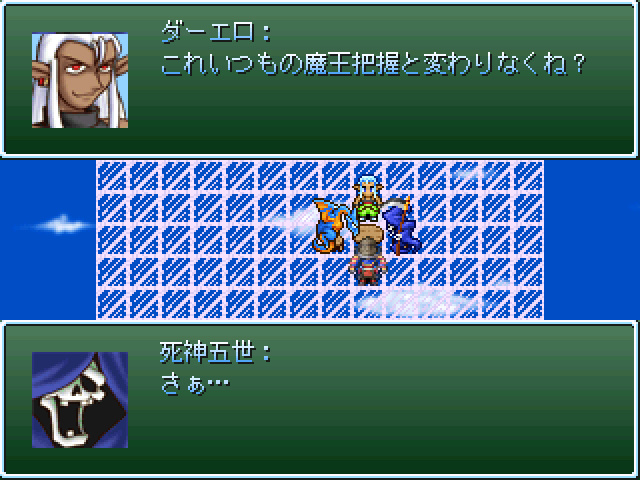 ダーエロ：
これいつもの魔王把握と変わりなくね？
死神五世：
さぁ…